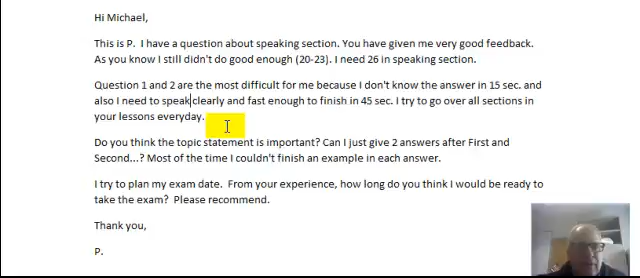 Hi Michael,
This is P.  I have a question about speaking section. You have given me very good feedback.
As you know I still didn't do good enough (20-23). I need 26 in speaking section.
Question 1 and 2 are the most difficult for me because I don't know the answer in 15 sec. and
also I need to speak clearly and fast enough to finish in 45 sec. I try to go over all sections in
your lessons everyday.
Do you think the topic statement is important? Can I just give 2 answers after First and
Second...? Most of the time I couldn't finish an example in each answer.
I try to plan my exam date.  From your experience, how long do you think I would be ready to
take the exam?  Please recommend.
Thank you,
P.